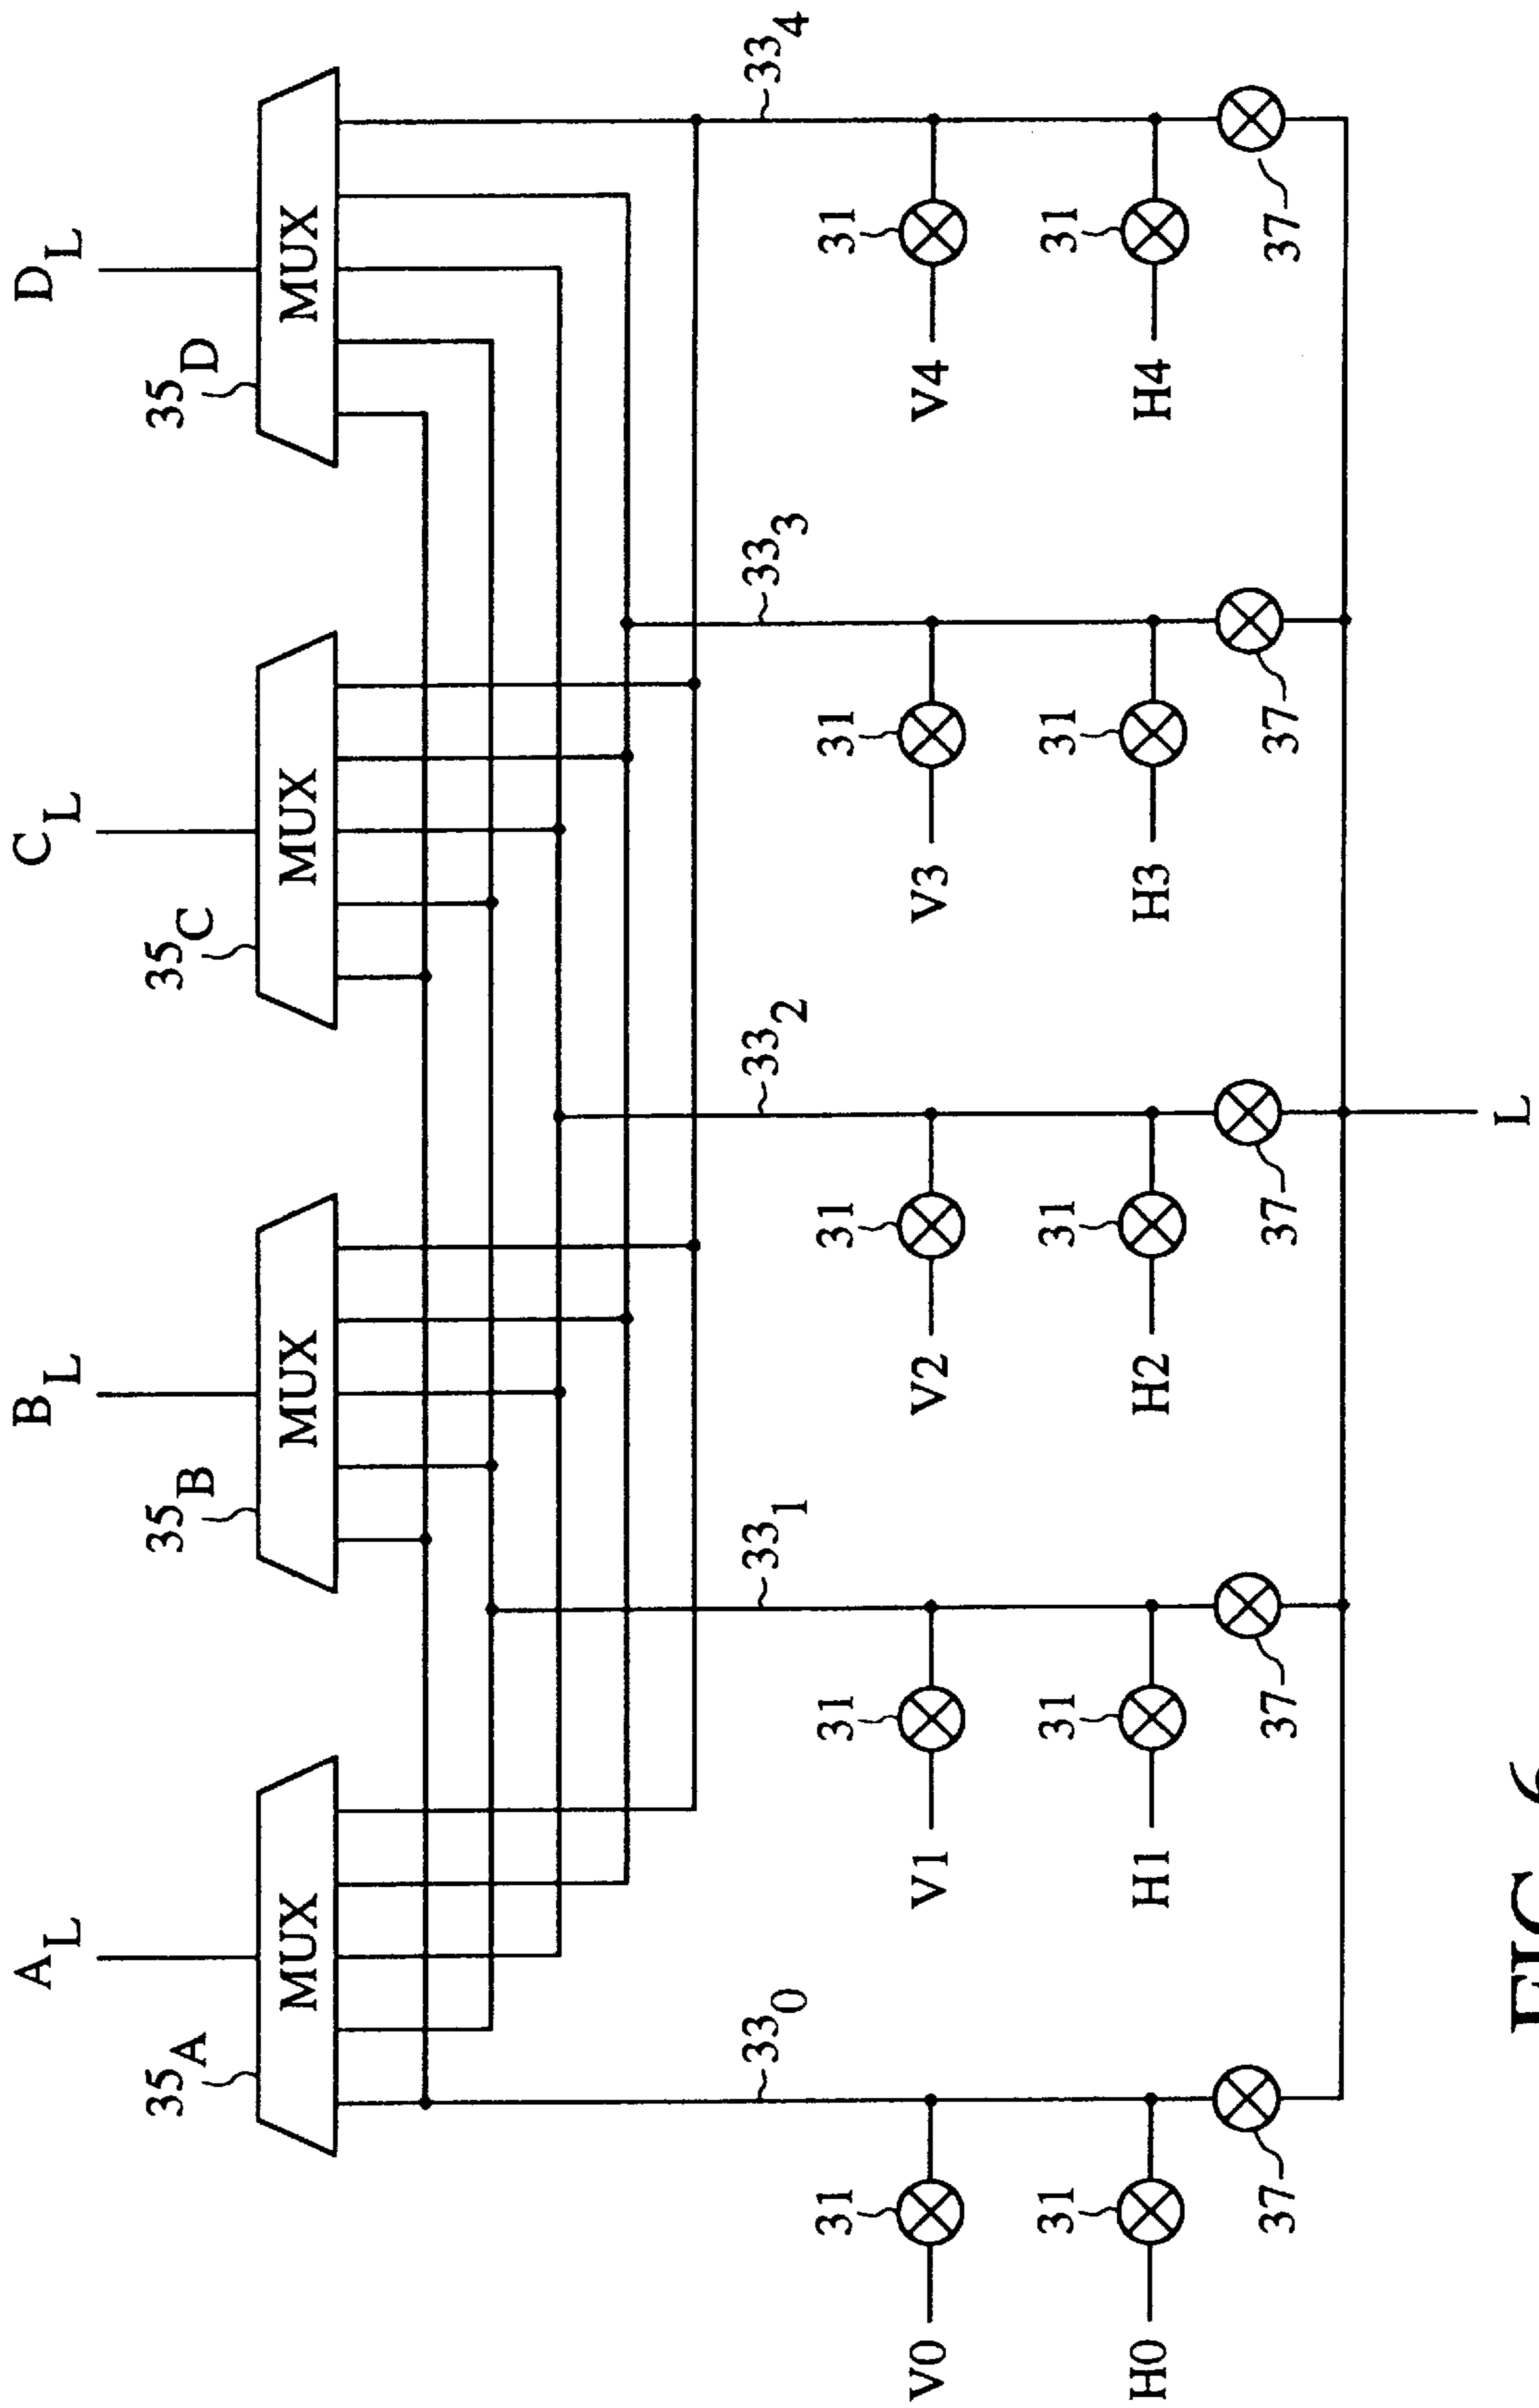 A_L B_L C_L D_L
35_A 35_B 35_C 35_D
MUX MUX MUX MUX
33_0 33_1 33_2 33_3 33_4
31 31 31 31 31
V0 V1 V2 V3 V4
31 31 31 31 31
H0 H1 H2 H3 H4
37 37 37 37 37
L
FIG. 6